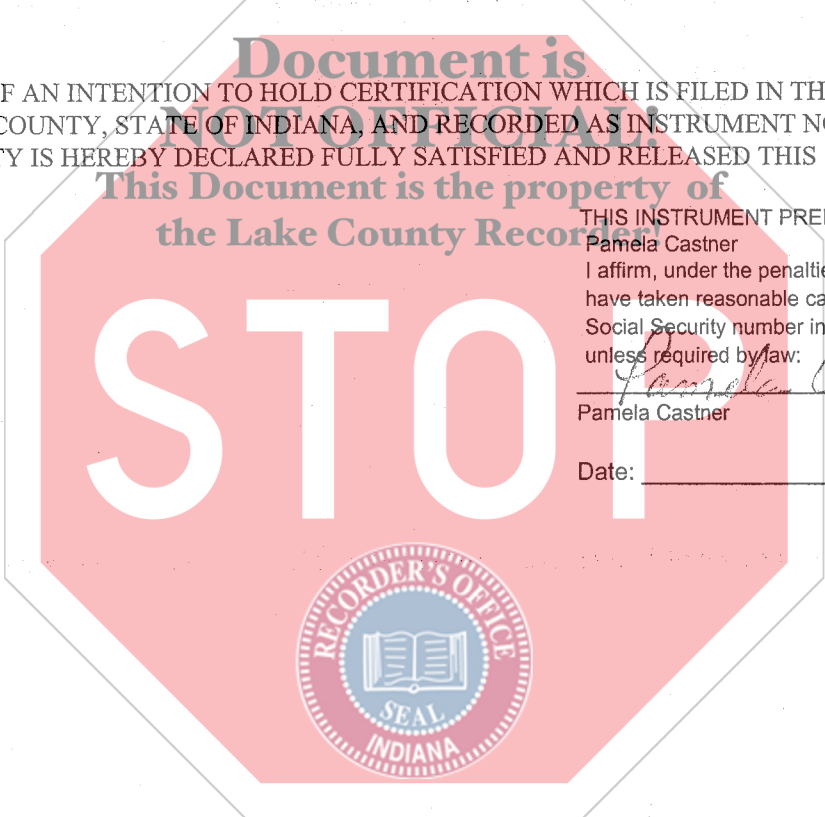 Document is
F AN INTENTION TO HOLD CERTIFICATION WHICH IS FILED IN TH
NOT OFFICIAL!
COUNTY, STATE OF INDIANA, AND RECORDED AS INSTRUMENT NO
TY IS HEREBY DECLARED FULLY SATISFIED AND RELEASED THIS
This Document is the property of
the Lake County Recorder!
THIS INSTRUMENT PREI
Pamela Castner
I affirm, under the penaltie
have taken reasonable ca
Social Security number in
unless required by law:
Pamela C
Pamela Castner
Date:
STOP
RECORDER'S OFFICE
SEAL
INDIANA